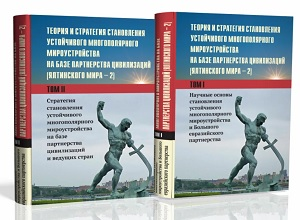 ТЕОРИЯ И СТРАТЕГИЯ СТАНОВЛЕНИЯ
УСТОЙЧИВОГО МНОГОПОЛЯРНОГО
МИРОУСТРОЙСТВА
НА БАЗЕ ПАРТНЕРСТВА ЦИВИЛИЗАЦИЙ
(ЯЛТИНСКОГО МИРА – 2)
ТОМ II
Стратегия
становления
устойчивого
многополярного
мироустройства
на базе
партнерства
цивилизаций
и ведущих стран
ТЕОРИЯ И СТРАТЕГИЯ СТАНОВЛЕНИЯ
УСТОЙЧИВОГО МНОГОПОЛЯРНОГО
МИРОУСТРОЙСТВА
НА БАЗЕ ПАРТНЕРСТВА ЦИВИЛИЗАЦИЙ
(ЯЛТИНСКОГО МИРА – 2)
ТОМ I
Научные основы
становления
устойчивого
многополярного
мироустройства
и Большого
евразийского
партнерства